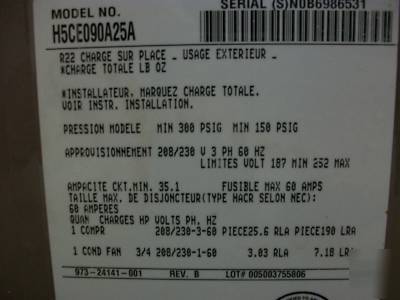 MODEL NO. SERIAL (S)N0B6986531
H5CE090A25A
R22 CHARGE SUR PLACE _ USAGE EXTERIEUR _
*CHARGE TOTALE LB OZ
*INSTALLATEUR, MARQUEZ CHARGE TOTALE.
VOIR INSTR. INSTALLATION.
PRESSION MODELE MIN 300 PSIG MIN 150 PSIG
APPROVISIONNEMENT 208/230 V 3 PH 60 HZ
LIMITES VOLT 187 MIN 252 MAX
AMPACITE CKT.MIN. 35.1 FUSIBLE MAX 60 AMPS
TAILLE MAX. DE DISJONCTEUR(TYPE HACR SELON NEC):
60 AMPERES
QUAN CHARGES HP VOLTS PH. HZ
1 COMPR 208/230-3-60 PIECE25.6 RLA PIECE190 LRA
1 COND FAN 3/4 208/230-1-60 3.03 RLA 7.18 LRA
973-24141-001 REV. B LOT# 005003755806